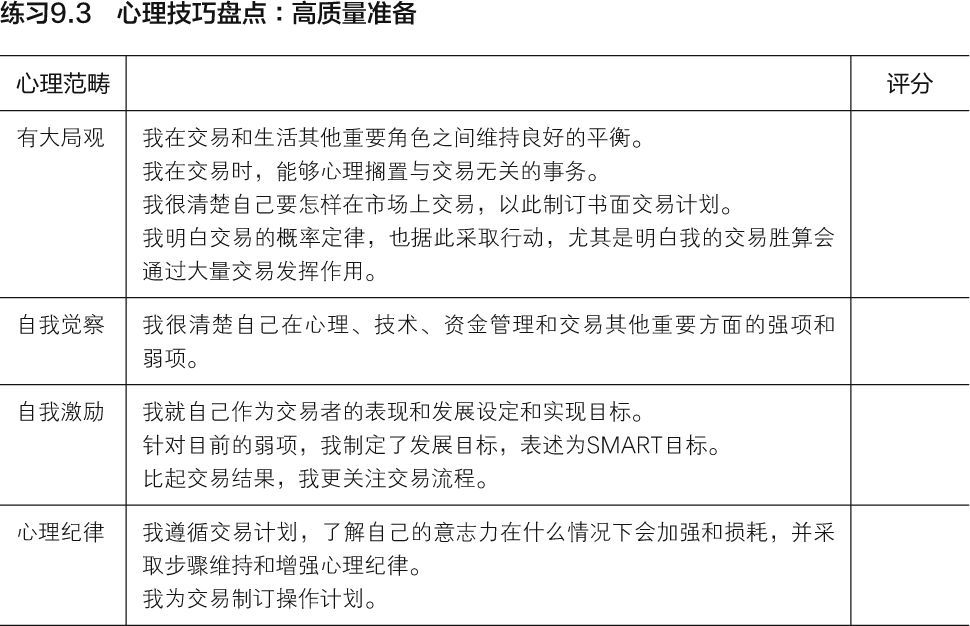 练习9.3 心理技巧盘点：高质量准备
心理范畴 评分
有大局观 我在交易和生活其他重要角色之间维持良好的平衡。
我在交易时，能够心理搁置与交易无关的事务。
我很清楚自己要怎样在市场上交易，以此制订书面交易计划。
我明白交易的概率定律，也据此采取行动，尤其是明白我的交易胜算会
通过大量交易发挥作用。
自我觉察 我很清楚自己在心理、技术、资金管理和交易其他重要方面的强项和
弱项。
自我激励 我就自己作为交易者的表现和发展设定和实现目标。
针对目前的弱项，我制定了发展目标，表述为SMART目标。
比起交易结果，我更关注交易流程。
心理纪律 我遵循交易计划，了解自己的意志力在什么情况下会加强和损耗，并采
取步骤维持和增强心理纪律。
我为交易制订操作计划。